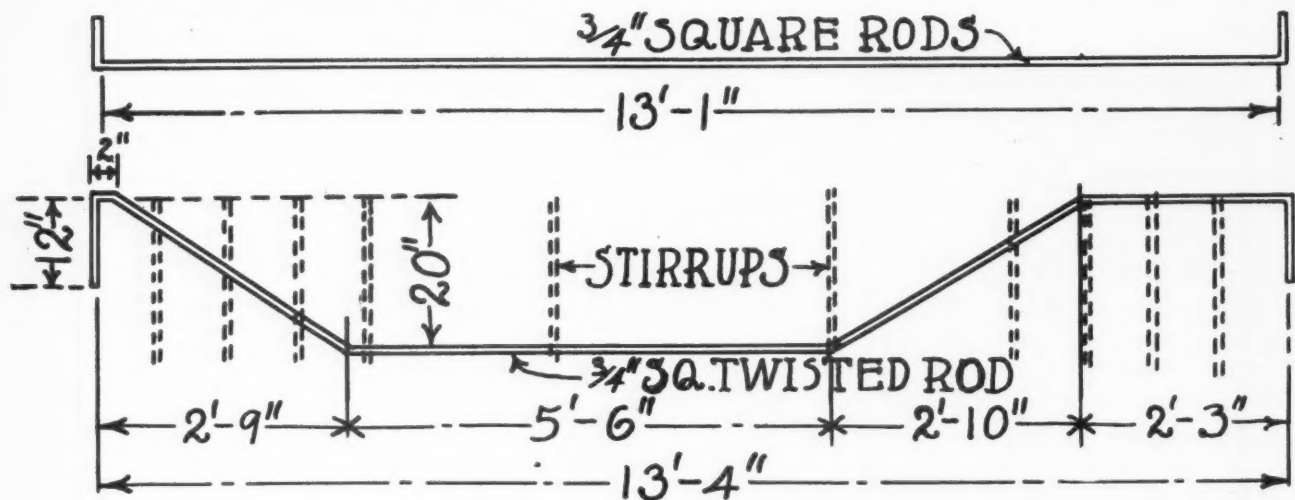 3/4" SQUARE RODS
13'-1"
2"
12"
20"
STIRRUPS
3/4" SQ. TWISTED ROD
2'-9" 5'-6" 2'-10" 2'-3"
13'-4"